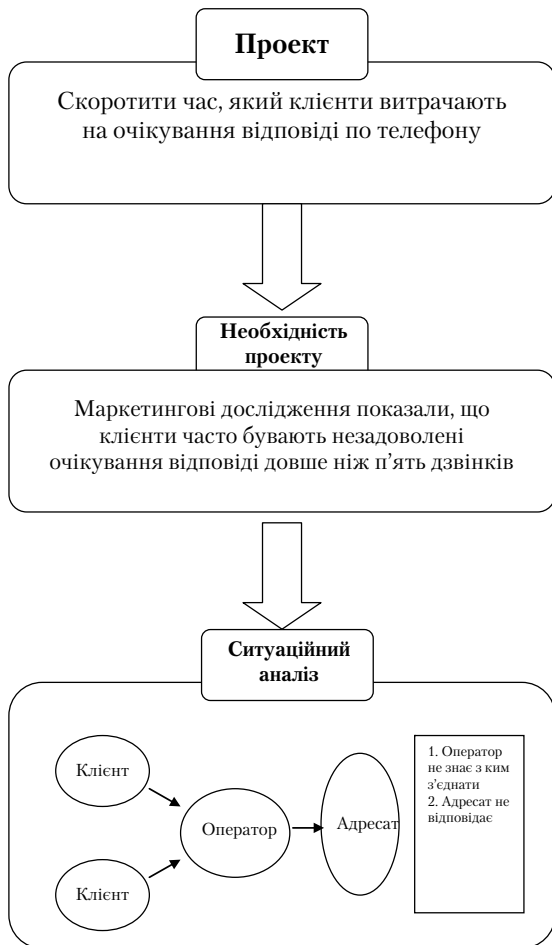 Проект
Скоротити час, який клієнти витрачають
на очікування відповіді по телефону
Необхідність
проекту
Маркетингові дослідження показали, що
клієнти часто бувають незадоволені
очікування відповіді довше ніж п’ять дзвінків
Ситуаційний
аналіз
Клієнт
Оператор
Адресат
Клієнт
1. Оператор
не знає з ким
з’єднати
2. Адресат не
відповідає